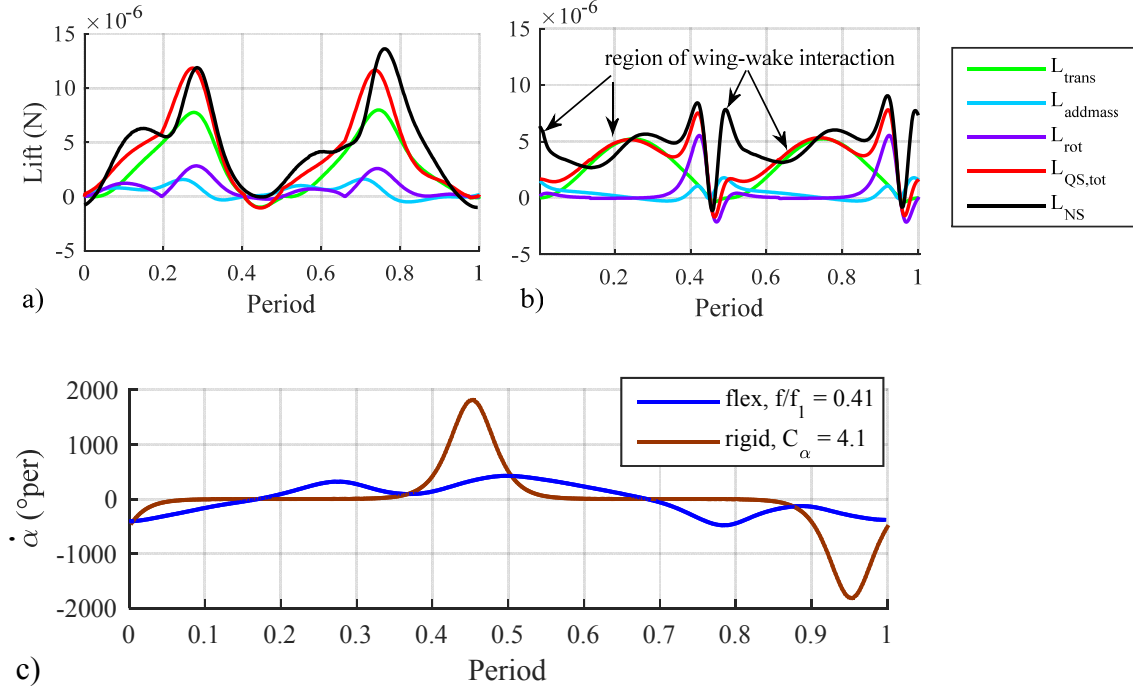 ×10^-6
15
10
5
0
-5
Lift (N)
0
0.2
0.4
0.6
0.8
1
Period
a)
×10^-6
15
10
5
0
-5
region of wing-wake interaction
0.2
0.4
0.6
0.8
1
Period
b)
L_trans
L_addmass
L_rot
L_QS,tot
L_NS
2000
1000
0
-1000
-2000
α̇ (°per)
flex, f/f_1 = 0.41
rigid, C_α = 4.1
0
0.1
0.2
0.3
0.4
0.5
0.6
0.7
0.8
0.9
1
Period
c)